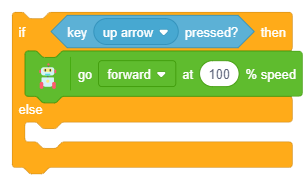 if key up arrow pressed? then
go forward at 100 % speed
else